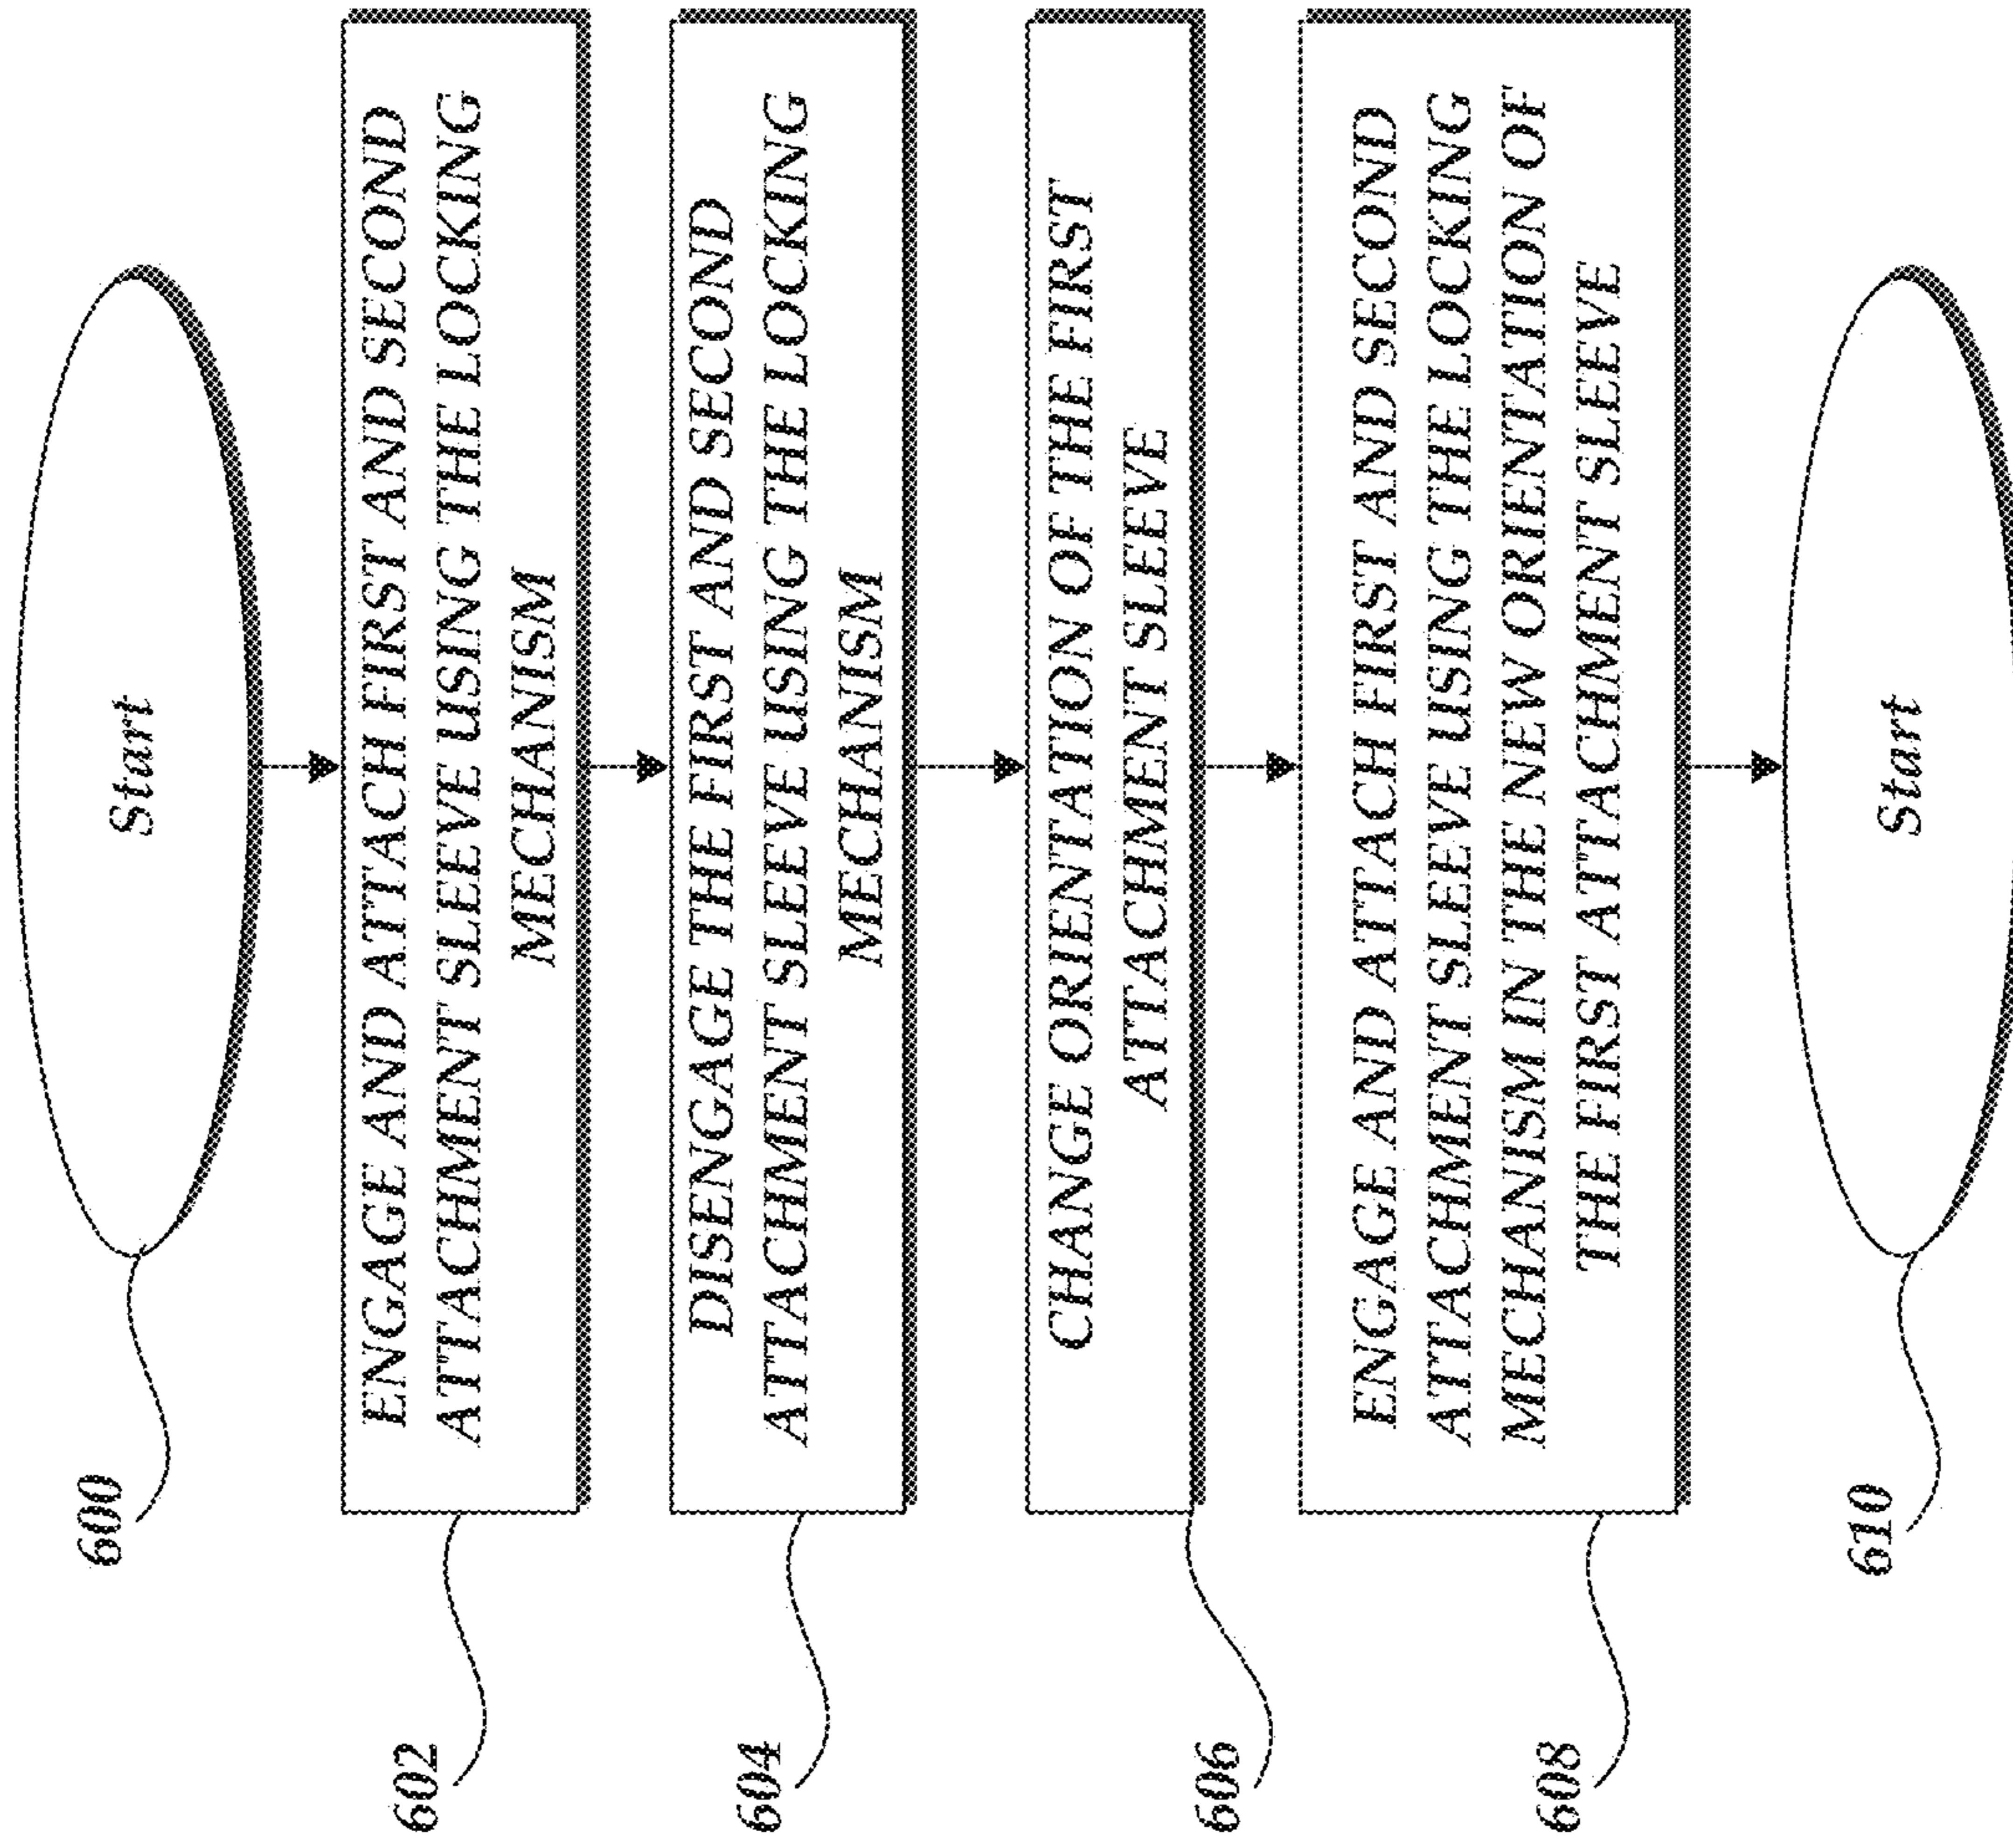 600
Start
602
ENGAGE AND ATTACH FIRST AND SECOND
ATTACHMENT SLEEVE USING THE LOCKING
MECHANISM
604
DISENGAGE THE FIRST AND SECOND
ATTACHMENT SLEEVE USING THE LOCKING
MECHANISM
606
CHANGE ORIENTATION OF THE FIRST
ATTACHMENT SLEEVE
608
ENGAGE AND ATTACH FIRST AND SECOND
ATTACHMENT SLEEVE USING THE LOCKING
MECHANISM IN THE NEW ORIENTATION OF
THE FIRST ATTACHMENT SLEEVE
610
Start